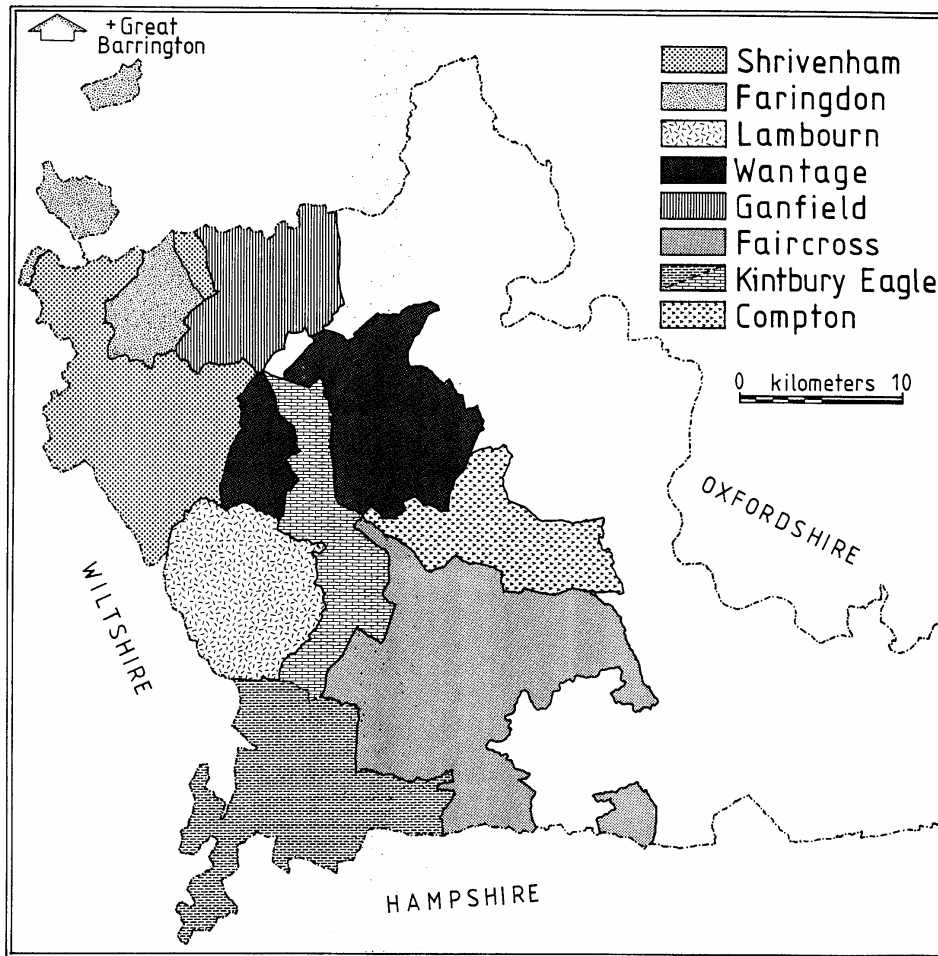 + Great
Barrington
Shrivenham
Faringdon
Lambourn
Wantage
Ganfield
Faircross
Kintbury Eagle
Compton
0 kilometers 10
OXFORDSHIRE
WILTSHIRE
HAMPSHIRE